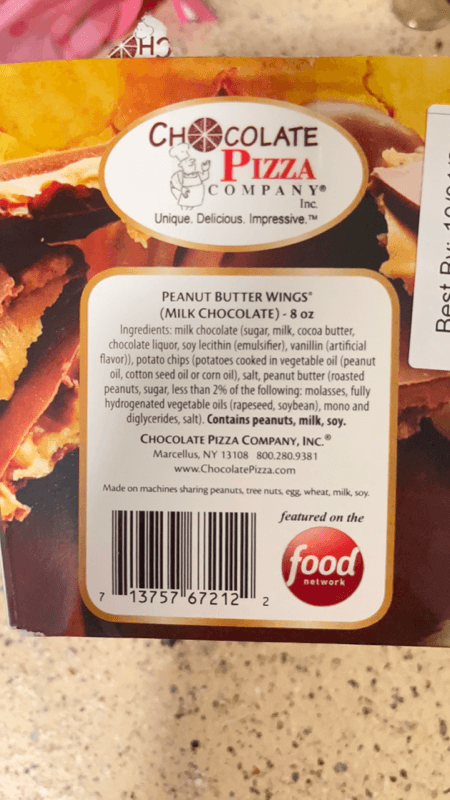 HO
CHOCOLATE
PIZZA
COMPANY®
Inc.
Unique. Delicious. Impressive.™
Best By:
PEANUT BUTTER WINGS®
(MILK CHOCOLATE) - 8 oz
Ingredients: milk chocolate (sugar, milk, cocoa butter,
chocolate liquor, soy lecithin (emulsifier), vanillin (artificial
flavor)), potato chips (potatoes cooked in vegetable oil (peanut
oil, cotton seed oil or corn oil), salt, peanut butter (roasted
peanuts, sugar, less than 2% of the following: molasses, fully
hydrogenated vegetable oils (rapeseed, soybean), mono and
diglycerides, salt). Contains peanuts, milk, soy.
CHOCOLATE PIZZA COMPANY, INC.®
Marcellus, NY 13108 800.280.9381
www.ChocolatePizza.com
Made on machines sharing peanuts, tree nuts, egg, wheat, milk, soy.
featured on the
food
network
7 13757 67212 2